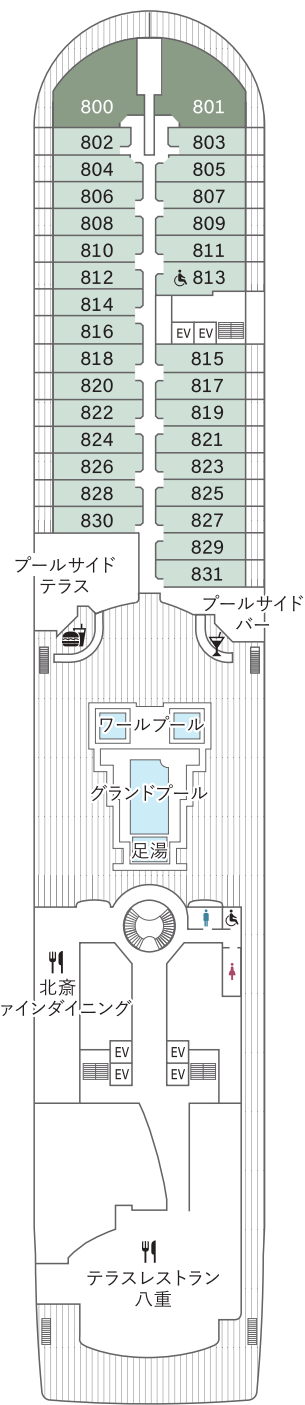 800 801
802 803
804 805
806 807
808 809
810 811
812 813
814
816 EV EV
818 815
820 817
822 819
824 821
826 823
828 825
830 827
829
831
プールサイド
テラス
プールサイド
バー
ワールプール
グランドプール
足湯
北斎
ァインダイニング
EV EV
EV EV
テラスレストラン
八重